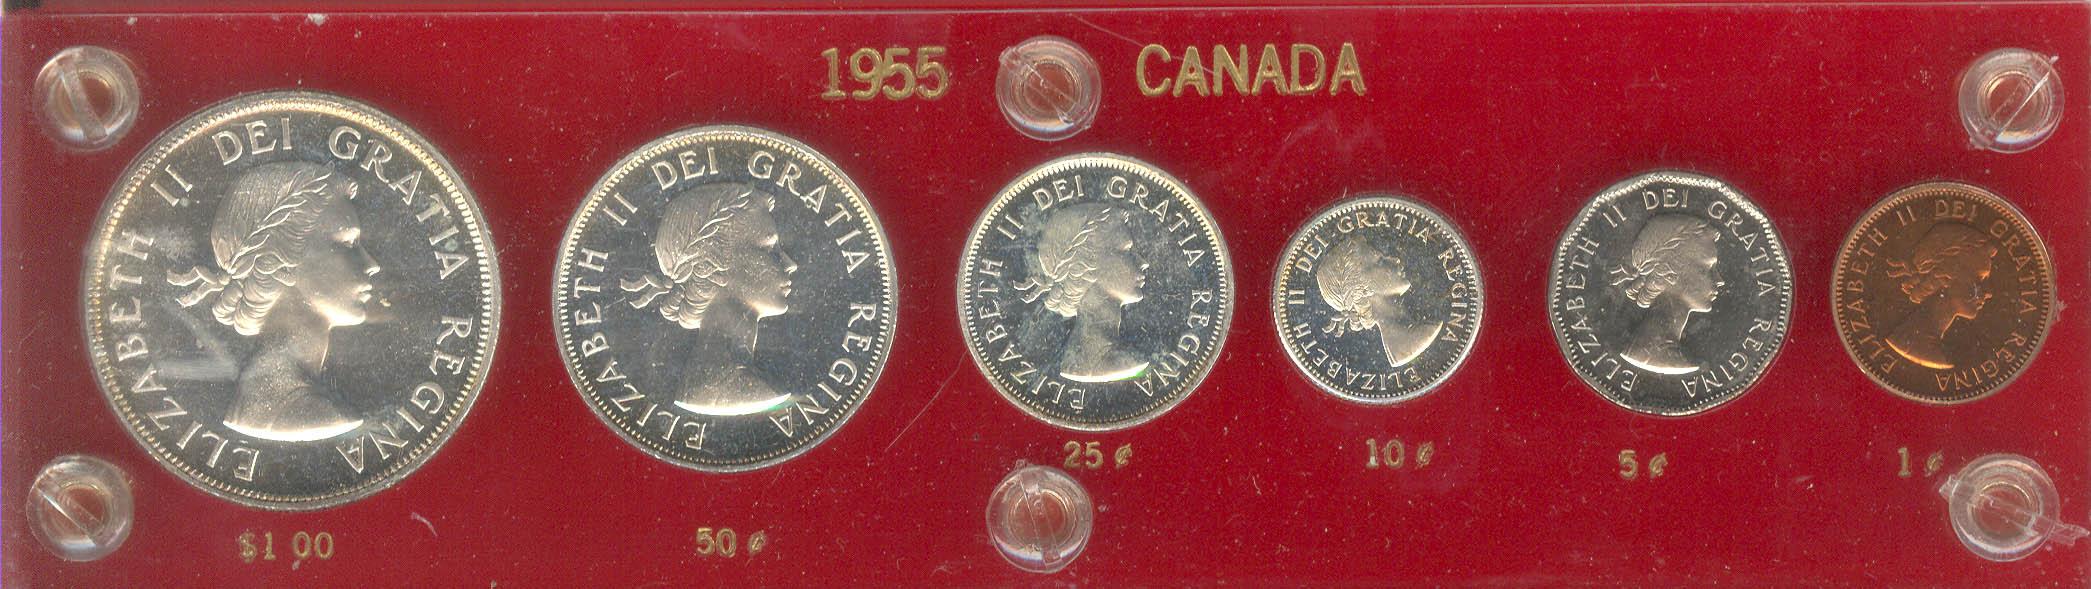 1955 CANADA
ELIZABETH II DEI GRATIA REGINA
ELIZABETH II DEI GRATIA REGINA
ELIZABETH II DEI GRATIA REGINA
ELIZABETH II DEI GRATIA REGINA
ELIZABETH II DEI GRATIA REGINA
ELIZABETH II DEI GRATIA REGINA
25 ¢ 10 ¢ 5 ¢ 1 ¢
$1 00 50 ¢